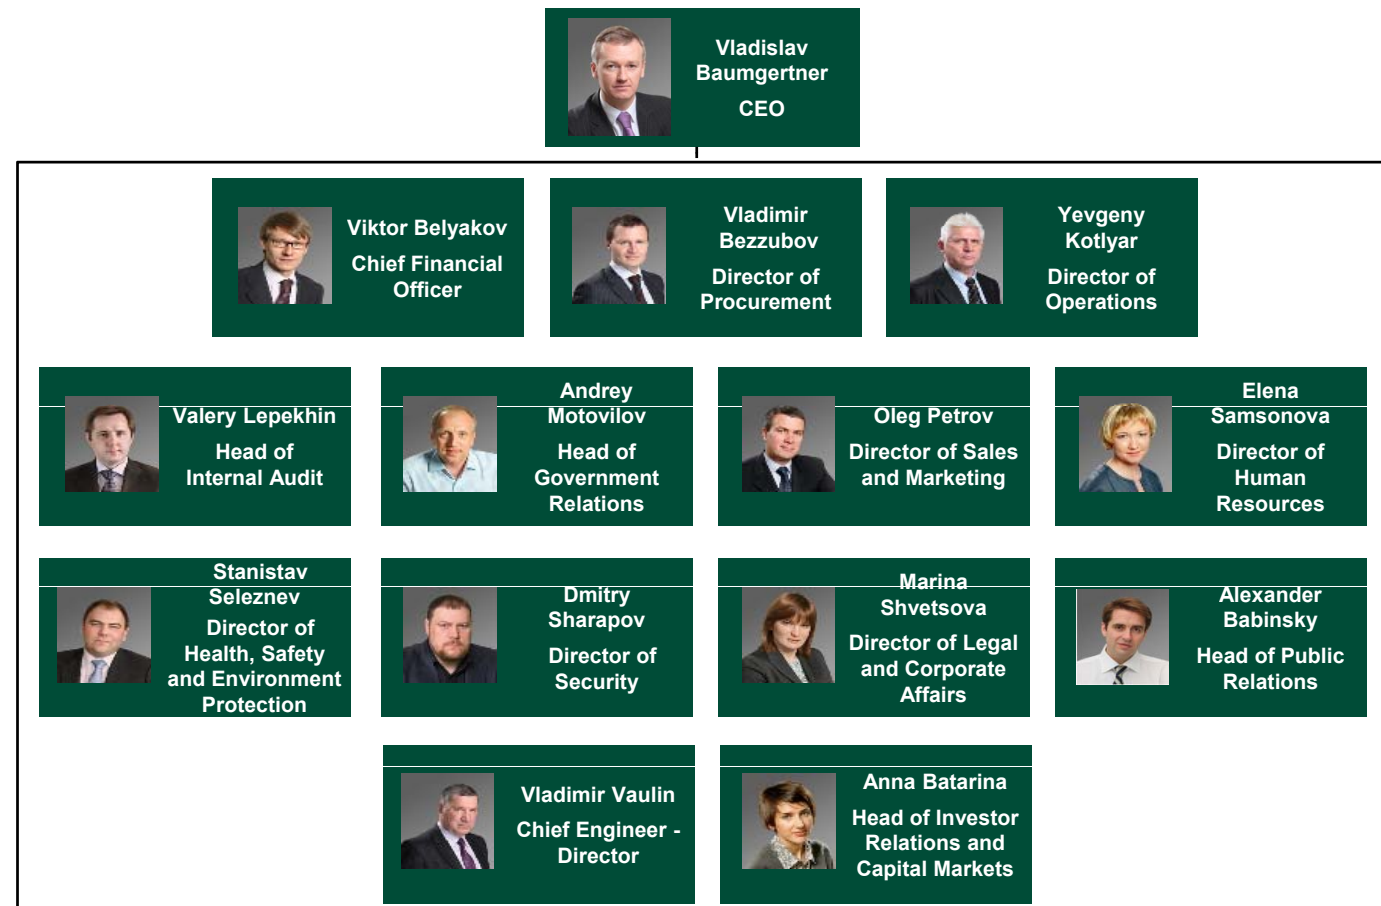 Vladislav
Baumgertner
CEO
Viktor Belyakov
Chief Financial
Officer
Vladimir
Bezzubov
Director of
Procurement
Yevgeny
Kotlyar
Director of
Operations
Valery Lepekhin
Head of
Internal Audit
Andrey
Motovilov
Head of
Government
Relations
Oleg Petrov
Director of Sales
and Marketing
Elena
Samsonova
Director of
Human
Resources
Stanistav
Seleznev
Director of
Health, Safety
and Environment
Protection
Dmitry
Sharapov
Director of
Security
Marina
Shvetsova
Director of Legal
and Corporate
Affairs
Alexander
Babinsky
Head of Public
Relations
Vladimir Vaulin
Chief Engineer -
Director
Anna Batarina
Head of Investor
Relations and
Capital Markets